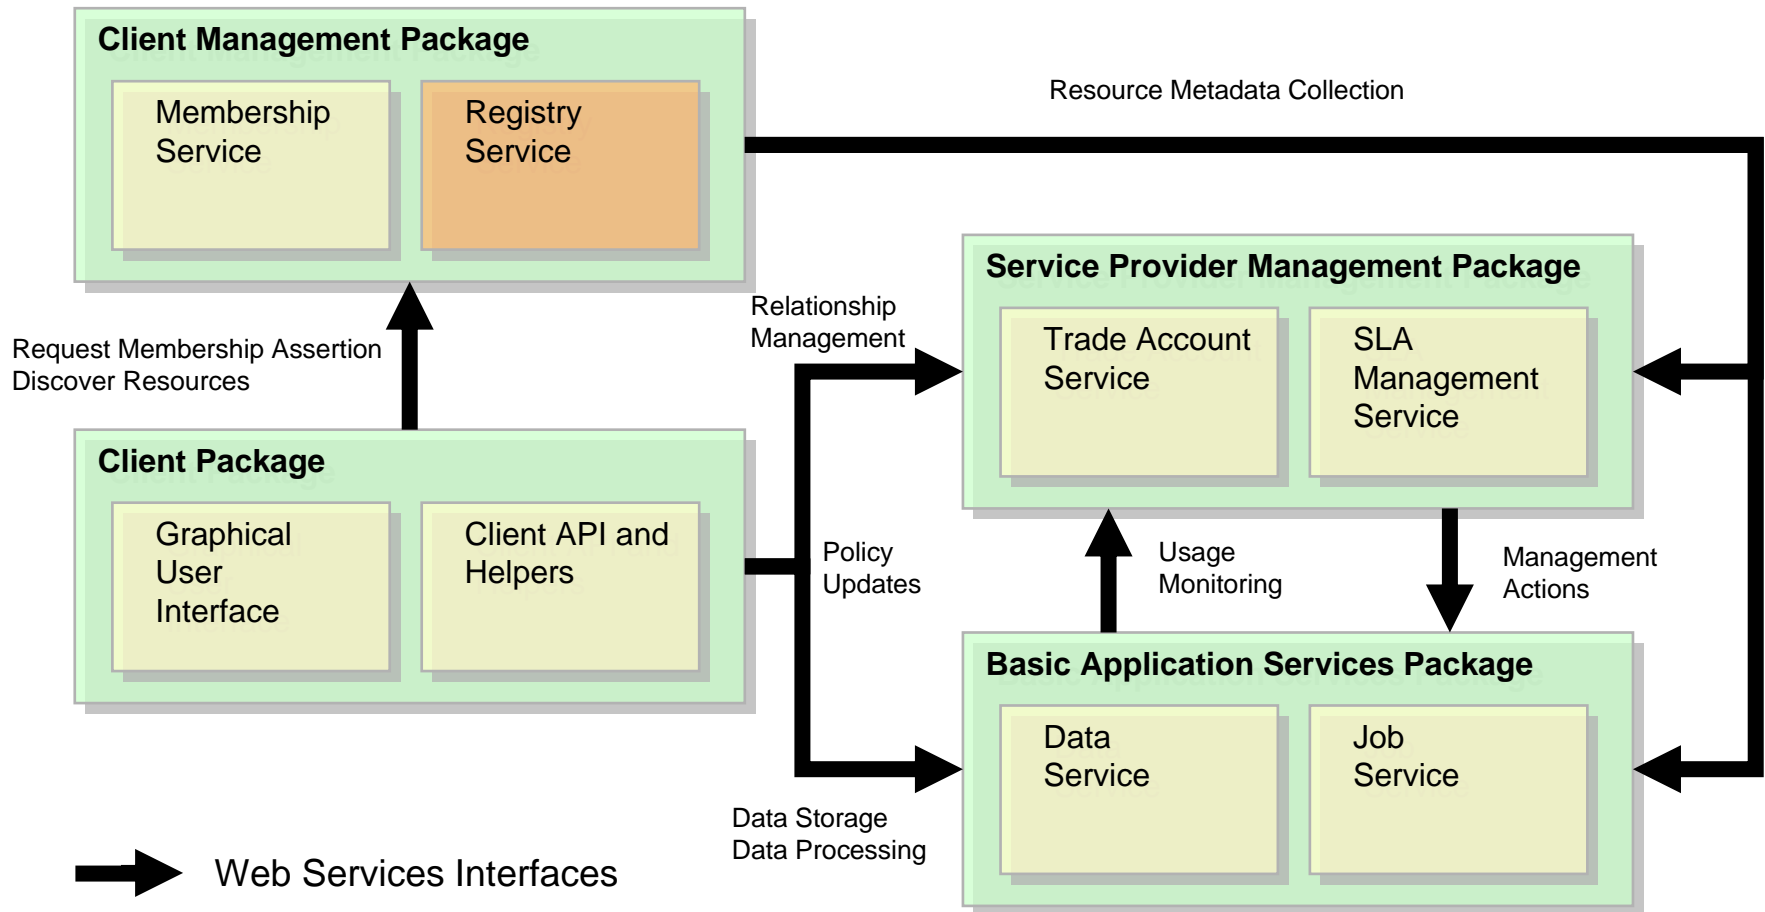 Client Management Package
Membership
Service
Registry
Service
Resource Metadata Collection
Request Membership Assertion
Discover Resources
Relationship
Management
Service Provider Management Package
Trade Account
Service
SLA
Management
Service
Client Package
Graphical
User
Interface
Client API and
Helpers
Policy
Updates
Usage
Monitoring
Management
Actions
Basic Application Services Package
Data
Service
Job
Service
Data Storage
Data Processing
Web Services Interfaces